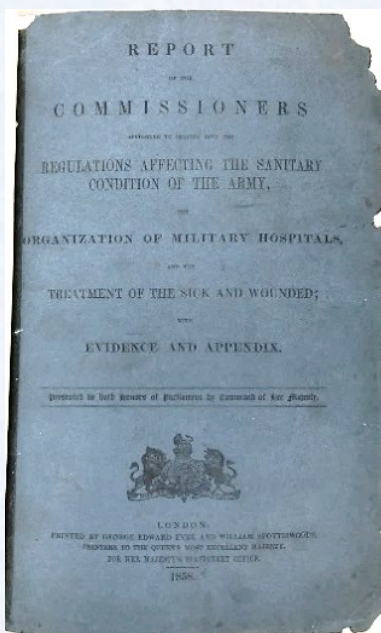 REPORT
OF THE
COMMISSIONERS
APPOINTED TO INQUIRE INTO THE
REGULATIONS AFFECTING THE SANITARY
CONDITION OF THE ARMY,
THE
ORGANIZATION OF MILITARY HOSPITALS,
AND THE
TREATMENT OF THE SICK AND WOUNDED;
WITH
EVIDENCE AND APPENDIX.
Presented to both Houses of Parliament by Command of Her Majesty.
LONDON:
PRINTED BY GEORGE EDWARD EYRE AND WILLIAM SPOTTISWOODE,
PRINTERS TO THE QUEEN'S MOST EXCELLENT MAJESTY.
FOR HER MAJESTY'S STATIONERY OFFICE.
1858.